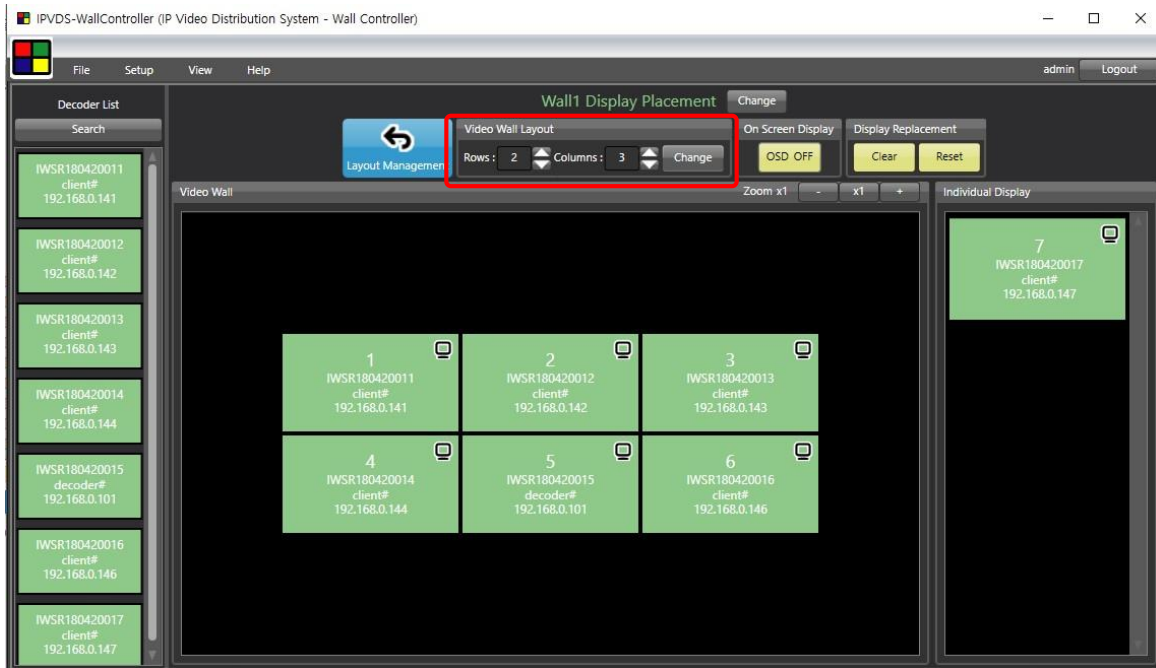 IPVDS-WallController (IP Video Distribution System - Wall Controller)
File Setup View Help
admin Logout
Decoder List
Search
IWSR180420011
client#
192.168.0.141
IWSR180420012
client#
192.168.0.142
IWSR180420013
client#
192.168.0.143
IWSR180420014
client#
192.168.0.144
IWSR180420015
decoder#
192.168.0.101
IWSR180420016
client#
192.168.0.146
IWSR180420017
client#
192.168.0.147
Wall1 Display Placement Change
Layout Managemen
Video Wall Layout
Rows : 2 Columns : 3 Change
On Screen Display
OSD OFF
Display Replacement
Clear Reset
Video Wall
Zoom x1 - x1 +
1
IWSR180420011
client#
192.168.0.141
2
IWSR180420012
client#
192.168.0.142
3
IWSR180420013
client#
192.168.0.143
4
IWSR180420014
client#
192.168.0.144
5
IWSR180420015
decoder#
192.168.0.101
6
IWSR180420016
client#
192.168.0.146
Individual Display
7
IWSR180420017
client#
192.168.0.147